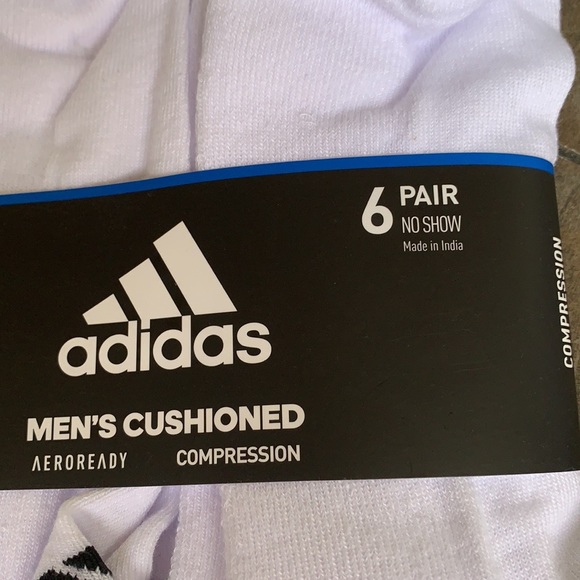 6 PAIR
NO SHOW
Made in India
adidas
MEN'S CUSHIONED
AEROREADY COMPRESSION
COMPRESSION